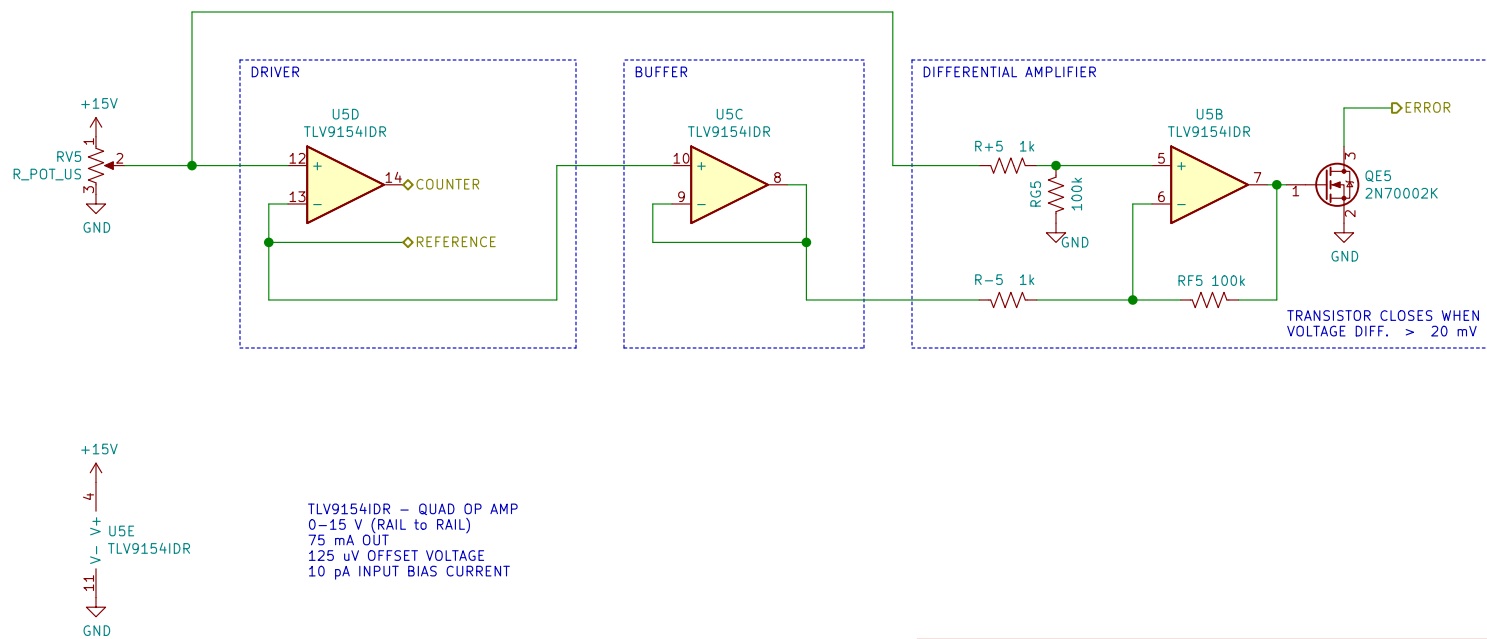 DRIVER
BUFFER
DIFFERENTIAL AMPLIFIER
+15V
1
RV5
R_POT_US
2
3
GND
U5D
TLV9154IDR
12
+
13
−
14
COUNTER
REFERENCE
U5C
TLV9154IDR
10
+
9
−
8
R+5 1k
RG5
100k
GND
R−5 1k
U5B
TLV9154IDR
5
+
6
−
7
RF5 100k
ERROR
3
1
QE5
2N70002K
2
GND
TRANSISTOR CLOSES WHEN
VOLTAGE DIFF. > 20 mV
+15V
4
V+
U5E
V−
TLV9154IDR
11
GND
TLV9154IDR − QUAD OP AMP
0−15 V (RAIL to RAIL)
75 mA OUT
125 uV OFFSET VOLTAGE
10 pA INPUT BIAS CURRENT